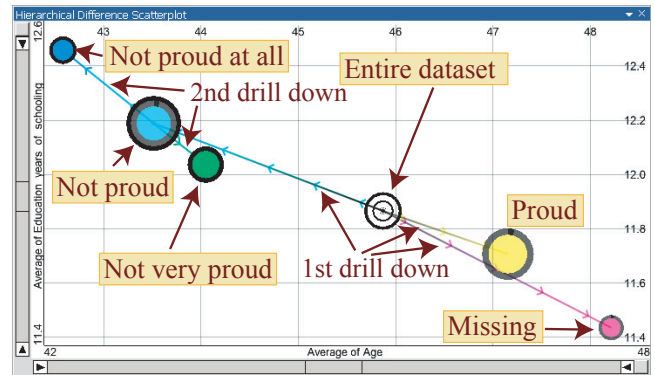 Hierarchical Difference Scatterplot
12.6
43
44
45
46
47
48
Not proud at all
Entire dataset
12.4
2nd drill down
12.2
Not proud
12.0
Average of Education years of schooling
Proud
11.8
Not very proud
1st drill down
11.6
Missing
11.4
11.4
42
Average of Age
48